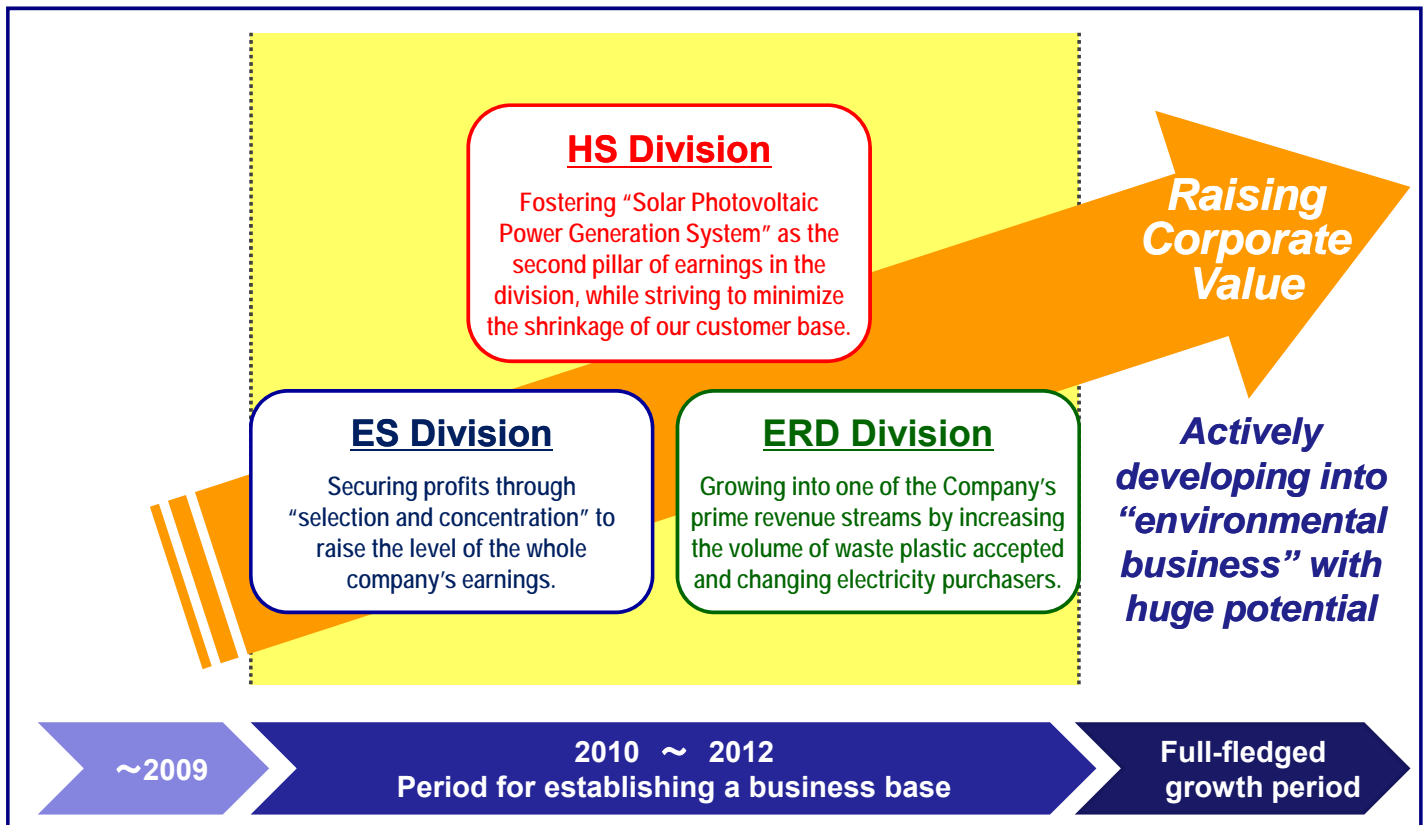 HS Division
Fostering “Solar Photovoltaic
Power Generation System” as the
second pillar of earnings in the
division, while striving to minimize
the shrinkage of our customer base.
Raising
Corporate
Value
ES Division
Securing profits through
“selection and concentration” to
raise the level of the whole
company’s earnings.
ERD Division
Growing into one of the Company’s
prime revenue streams by increasing
the volume of waste plastic accepted
and changing electricity purchasers.
Actively
developing into
“environmental
business” with
huge potential
～2009
2010 ～ 2012
Period for establishing a business base
Full-fledged
growth period